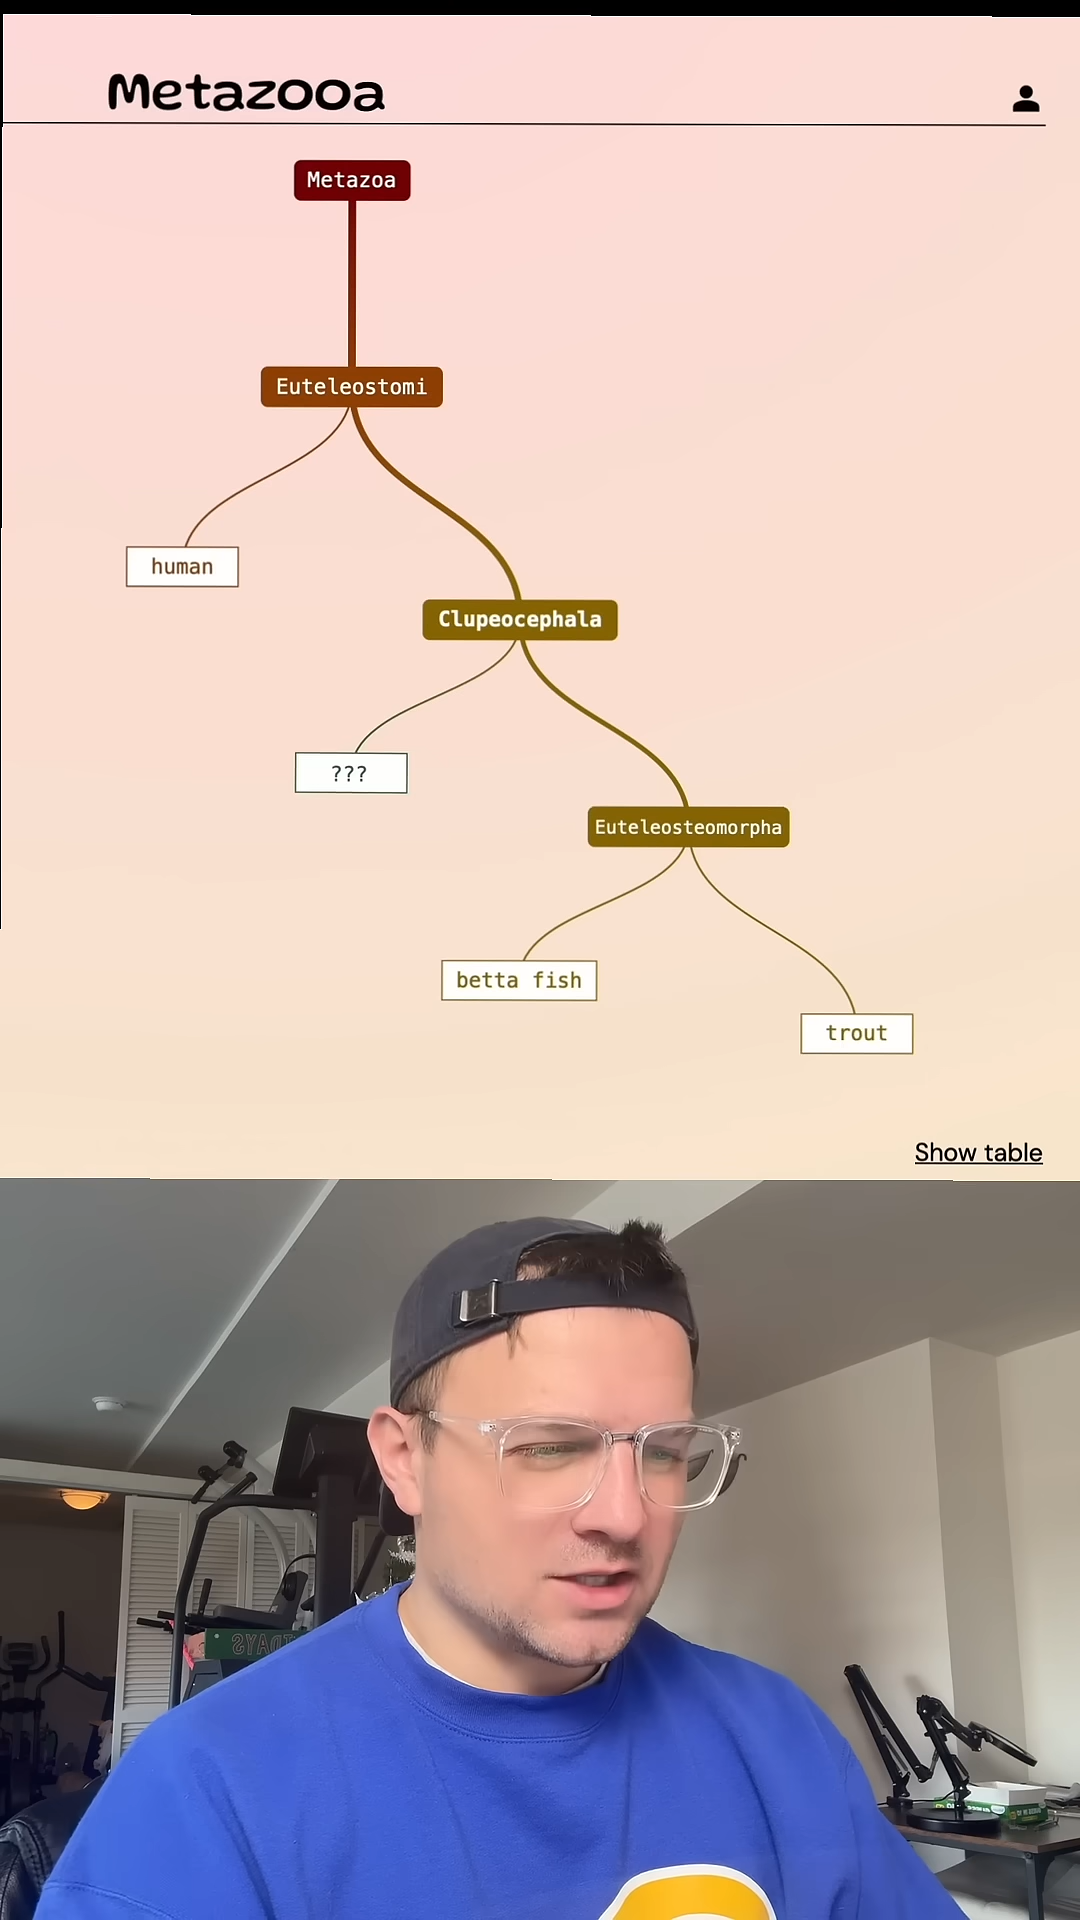 Metazooa
Metazoa
Euteleostomi
human
Clupeocephala
???
Euteleosteomorpha
betta fish
trout
Show table